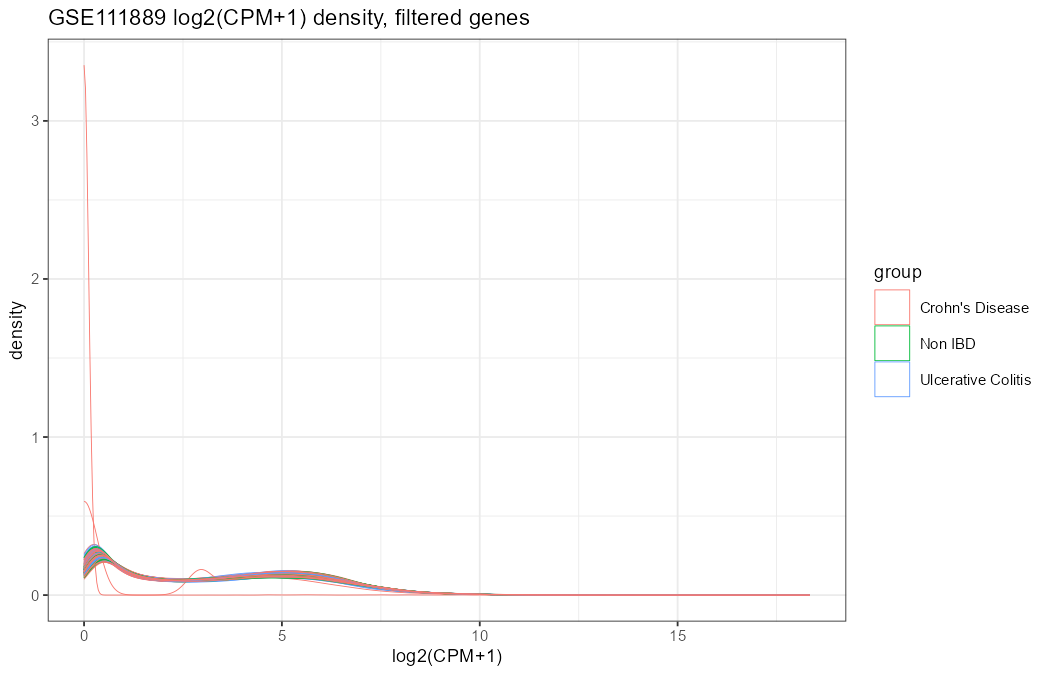 GSE111889 log2(CPM+1) density, filtered genes
3
2
1
0
density
0
5
10
15
log2(CPM+1)
group
Crohn's Disease
Non IBD
Ulcerative Colitis